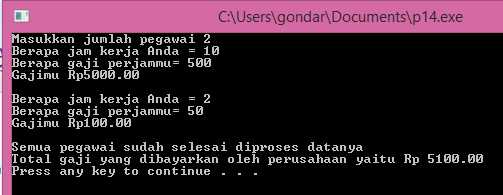 C:\Users\gondar\Documents\p14.exe
Masukkan jumlah pegawai 2
Berapa jam kerja Anda = 10
Berapa gaji perjammu= 500
Gajimu Rp5000.00
Berapa jam kerja Anda = 2
Berapa gaji perjammu= 50
Gajimu Rp100.00
Semua pegawai sudah selesai diproses datanya
Total gaji yang dibayarkan oleh perusahaan yaitu Rp 5100.00
Press any key to continue . . .